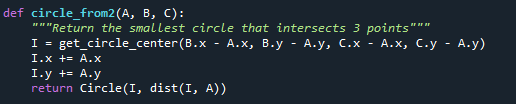 def circle_from2(A, B, C):
    """Return the smallest circle that intersects 3 points"""
    I = get_circle_center(B.x - A.x, B.y - A.y, C.x - A.x, C.y - A.y)
    I.x += A.x
    I.y += A.y
    return Circle(I, dist(I, A))